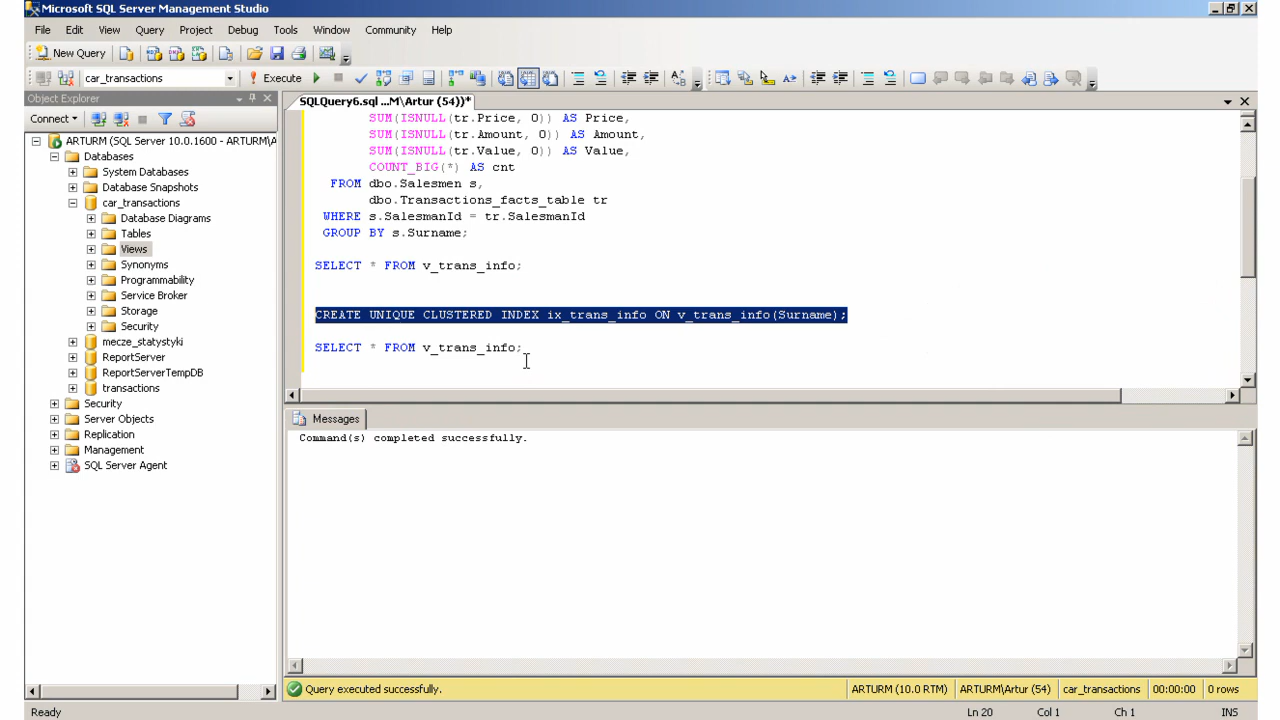 Microsoft SQL Server Management Studio
File Edit View Query Project Debug Tools Window Community Help
New Query
car_transactions Execute
Object Explorer
SQLQuery6.sql ...M\Artur (54))*
Connect
ARTURM (SQL Server 10.0.1600 - ARTURM\A
Databases
System Databases
Database Snapshots
car_transactions
Database Diagrams
Tables
Views
Synonyms
Programmability
Service Broker
Storage
Security
mecze_statystyki
ReportServer
ReportServerTempDB
transactions
Security
Server Objects
Replication
Management
SQL Server Agent
SUM(ISNULL(tr.Price, 0)) AS Price,
SUM(ISNULL(tr.Amount, 0)) AS Amount,
SUM(ISNULL(tr.Value, 0)) AS Value,
COUNT_BIG(*) AS cnt
FROM dbo.Salesmen s,
dbo.Transactions_facts_table tr
WHERE s.SalesmanId = tr.SalesmanId
GROUP BY s.Surname;
SELECT * FROM v_trans_info;
CREATE UNIQUE CLUSTERED INDEX ix_trans_info ON v_trans_info(Surname);
SELECT * FROM v_trans_info;
Messages
Command(s) completed successfully.
Query executed successfully. ARTURM (10.0 RTM) ARTURM\Artur (54) car_transactions 00:00:00 0 rows
Ready Ln 20 Col 1 Ch 1 INS